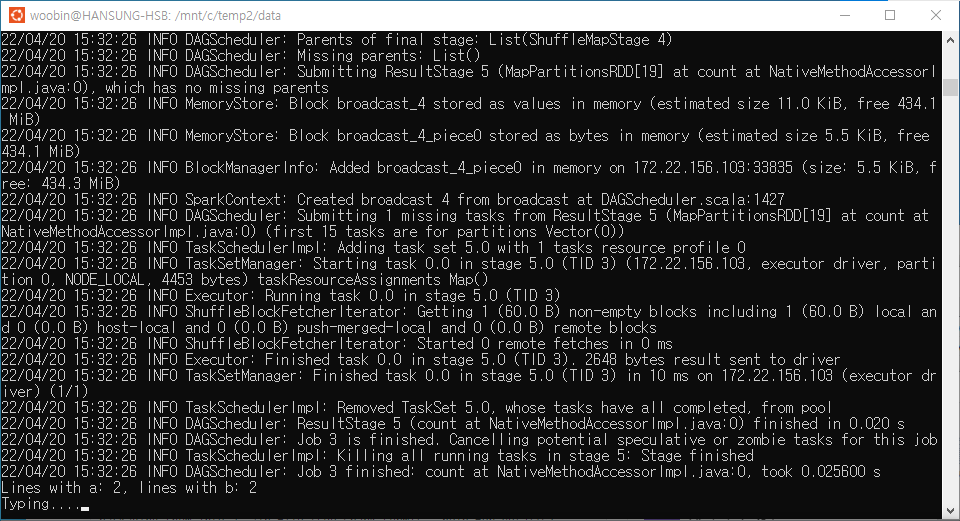 woobin@HANSUNG-HSB: /mnt/c/temp2/data
22/04/20 15:32:26 INFO DAGScheduler: Parents of final stage: List(ShuffleMapStage 4)
22/04/20 15:32:26 INFO DAGScheduler: Missing parents: List()
22/04/20 15:32:26 INFO DAGScheduler: Submitting ResultStage 5 (MapPartitionsRDD[19] at count at NativeMethodAccessorI
mpl.java:0), which has no missing parents
22/04/20 15:32:26 INFO MemoryStore: Block broadcast_4 stored as values in memory (estimated size 11.0 KiB, free 434.1
MiB)
22/04/20 15:32:26 INFO MemoryStore: Block broadcast_4_piece0 stored as bytes in memory (estimated size 5.5 KiB, free
434.1 MiB)
22/04/20 15:32:26 INFO BlockManagerInfo: Added broadcast_4_piece0 in memory on 172.22.156.103:33835 (size: 5.5 KiB, f
ree: 434.3 MiB)
22/04/20 15:32:26 INFO SparkContext: Created broadcast 4 from broadcast at DAGScheduler.scala:1427
22/04/20 15:32:26 INFO DAGScheduler: Submitting 1 missing tasks from ResultStage 5 (MapPartitionsRDD[19] at count at
NativeMethodAccessorImpl.java:0) (first 15 tasks are for partitions Vector(0))
22/04/20 15:32:26 INFO TaskSchedulerImpl: Adding task set 5.0 with 1 tasks resource profile 0
22/04/20 15:32:26 INFO TaskSetManager: Starting task 0.0 in stage 5.0 (TID 3) (172.22.156.103, executor driver, parti
tion 0, NODE_LOCAL, 4453 bytes) taskResourceAssignments Map()
22/04/20 15:32:26 INFO Executor: Running task 0.0 in stage 5.0 (TID 3)
22/04/20 15:32:26 INFO ShuffleBlockFetcherIterator: Getting 1 (60.0 B) non-empty blocks including 1 (60.0 B) local an
d 0 (0.0 B) host-local and 0 (0.0 B) push-merged-local and 0 (0.0 B) remote blocks
22/04/20 15:32:26 INFO ShuffleBlockFetcherIterator: Started 0 remote fetches in 0 ms
22/04/20 15:32:26 INFO Executor: Finished task 0.0 in stage 5.0 (TID 3). 2648 bytes result sent to driver
22/04/20 15:32:26 INFO TaskSetManager: Finished task 0.0 in stage 5.0 (TID 3) in 10 ms on 172.22.156.103 (executor dr
iver) (1/1)
22/04/20 15:32:26 INFO TaskSchedulerImpl: Removed TaskSet 5.0, whose tasks have all completed, from pool
22/04/20 15:32:26 INFO DAGScheduler: ResultStage 5 (count at NativeMethodAccessorImpl.java:0) finished in 0.020 s
22/04/20 15:32:26 INFO DAGScheduler: Job 3 is finished. Cancelling potential speculative or zombie tasks for this job
22/04/20 15:32:26 INFO TaskSchedulerImpl: Killing all running tasks in stage 5: Stage finished
22/04/20 15:32:26 INFO DAGScheduler: Job 3 finished: count at NativeMethodAccessorImpl.java:0, took 0.025600 s
Lines with a: 2, lines with b: 2
Typing....